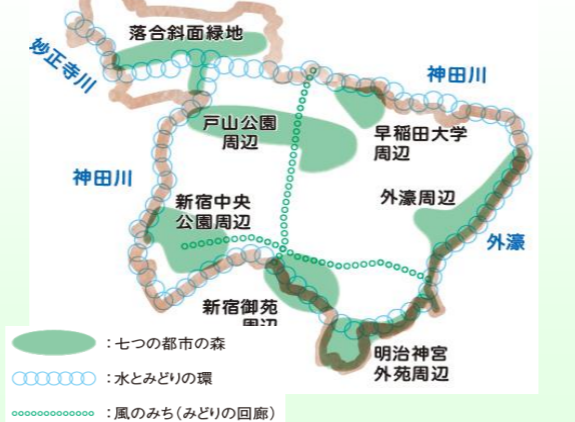 落合斜面緑地
妙正寺川
神田川
戸山公園
周辺
早稲田大学
周辺
神田川
新宿中央
公園周辺
外濠周辺
外濠
新宿御苑
周辺
明治神宮
外苑周辺
：七つの都市の森
：水とみどりの環
：風のみち（みどりの回廊）